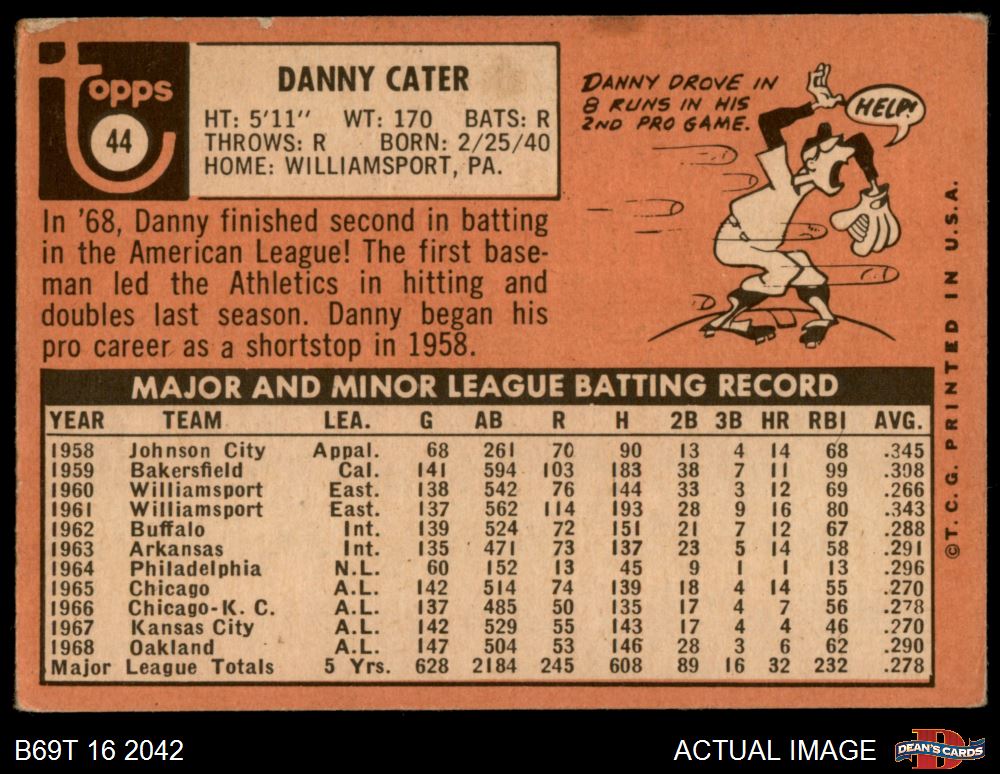 topps
44
DANNY CATER
HT: 5'11" WT: 170 BATS: R
THROWS: R BORN: 2/25/40
HOME: WILLIAMSPORT, PA.
DANNY DROVE IN
8 RUNS IN HIS
2ND PRO GAME.
HELP!
In '68, Danny finished second in batting
in the American League! The first base-
man led the Athletics in hitting and
doubles last season. Danny began his
pro career as a shortstop in 1958.
MAJOR AND MINOR LEAGUE BATTING RECORD
YEAR TEAM LEA. G AB R H 2B 3B HR RBI AVG.
1958 Johnson City Appal. 68 261 70 90 13 4 14 68 .345
1959 Bakersfield Cal. 141 594 103 183 38 7 11 99 .308
1960 Williamsport East. 138 542 76 144 33 3 12 69 .266
1961 Williamsport East. 137 562 114 193 28 9 16 80 .343
1962 Buffalo Int. 139 524 72 151 21 7 12 67 .288
1963 Arkansas Int. 135 471 73 137 23 5 14 58 .291
1964 Philadelphia N.L. 60 152 13 45 9 1 1 13 .296
1965 Chicago A.L. 142 514 74 139 18 4 14 55 .270
1966 Chicago-K. C. A.L. 137 485 50 135 17 4 7 56 .278
1967 Kansas City A.L. 142 529 55 143 17 4 4 46 .270
1968 Oakland A.L. 147 504 53 146 28 3 6 62 .290
Major League Totals 5 Yrs. 628 2184 245 608 89 16 32 232 .278
© T. C. G. PRINTED IN U.S.A.
B69T 16 2042
ACTUAL IMAGE
D
DEAN'S CARDS